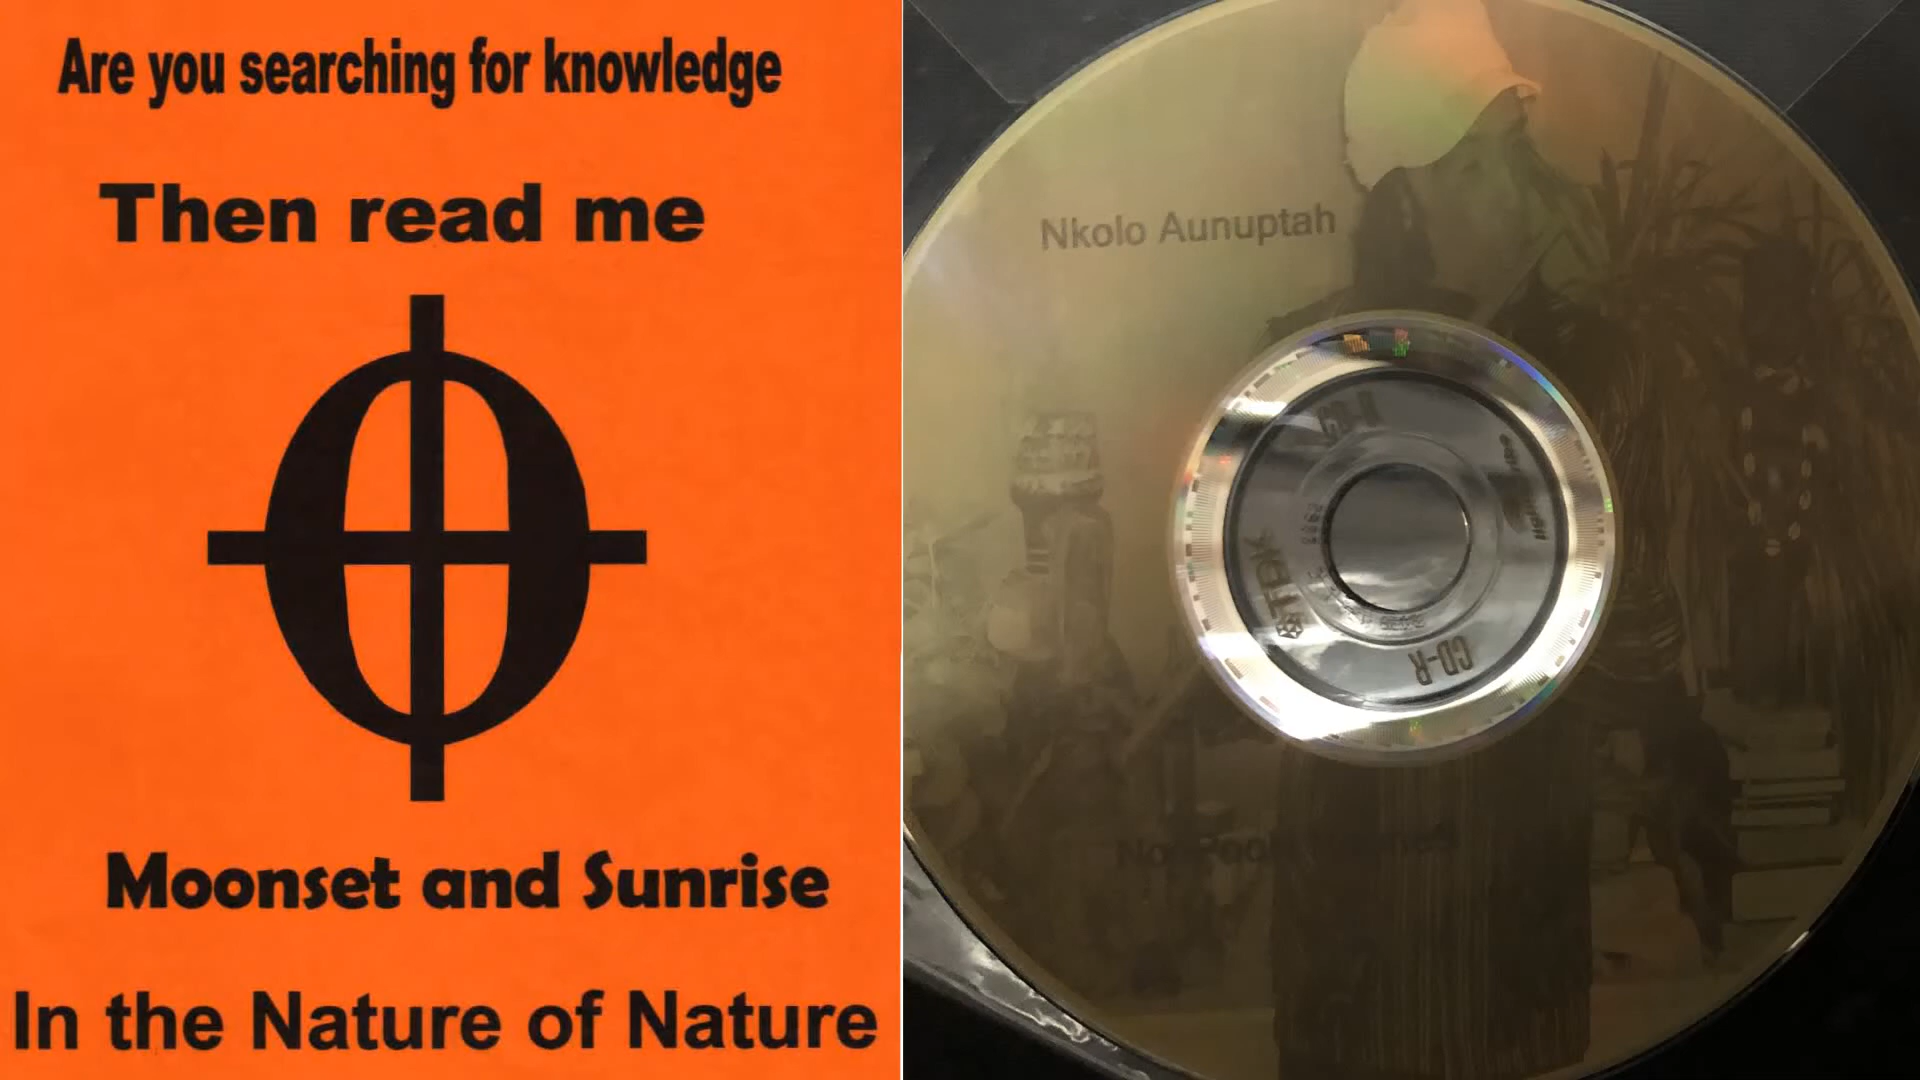 Are you searching for knowledge
Then read me
Moonset and Sunrise
In the Nature of Nature
Nkolo Aunuptah
CD-R
TDK
CD-R